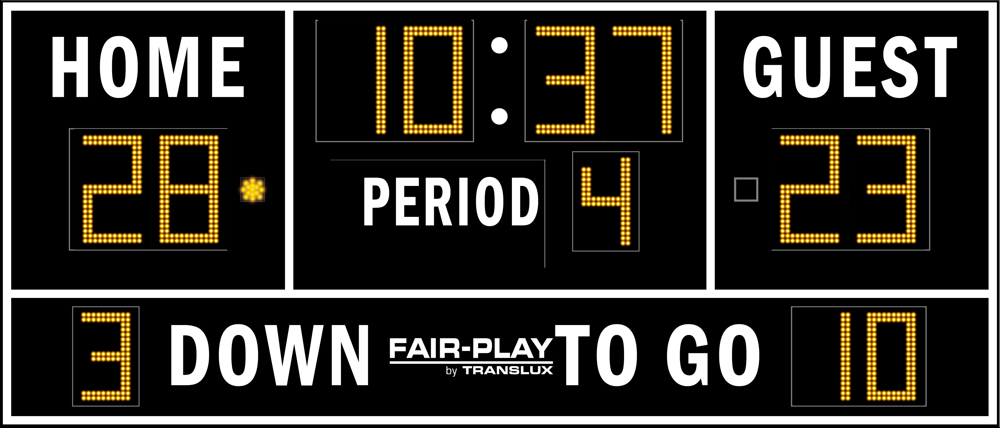 HOME 10:37 GUEST
28 PERIOD 4 23
3 DOWN FAIR-PLAY TO GO 10
by TRANSLUX